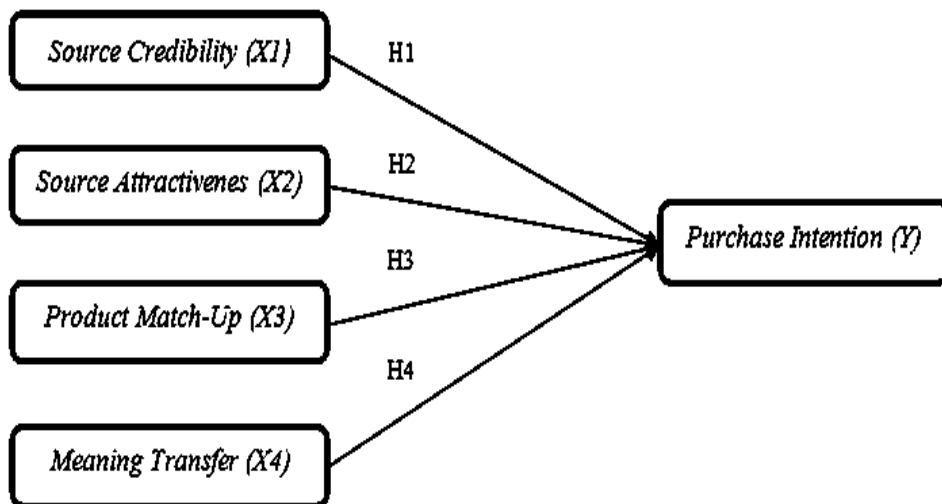 Source Credibility (X1)
H1
Source Attractivenes (X2)
H2
Purchase Intention (Y)
H3
Product Match-Up (X3)
H4
Meaning Transfer (X4)